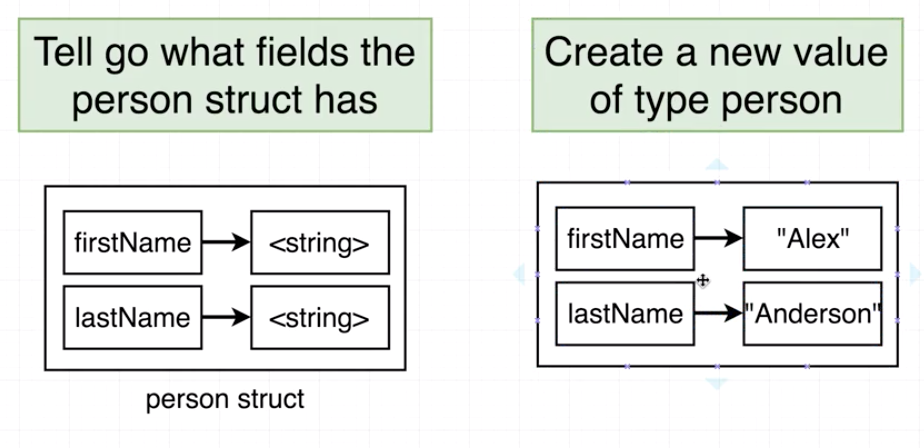 Tell go what fields the
person struct has
Create a new value
of type person
firstName
<string>
lastName
<string>
person struct
firstName
"Alex"
lastName
"Anderson"